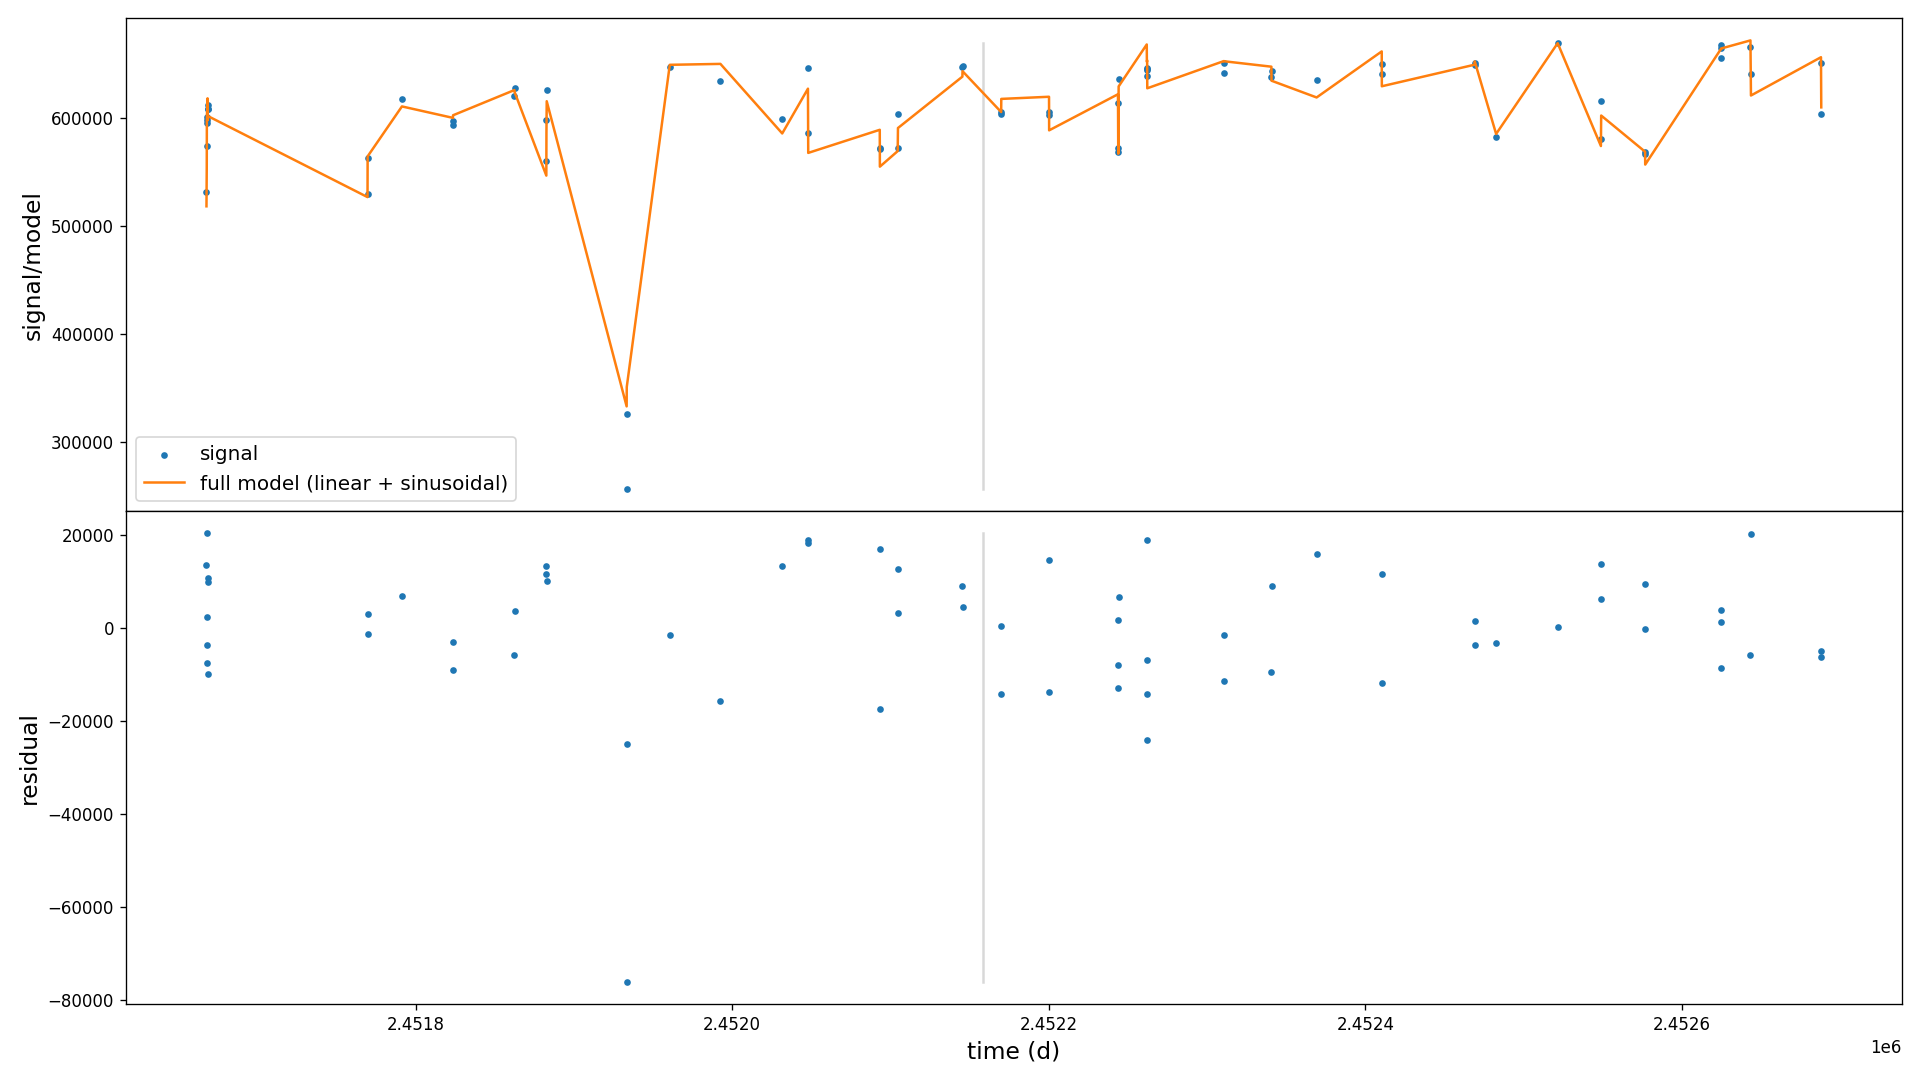 signal/model
600000
500000
400000
300000
signal
full model (linear + sinusoidal)
residual
20000
0
−20000
−40000
−60000
−80000
2.4518
2.4520
2.4522
2.4524
2.4526
time (d)
1e6